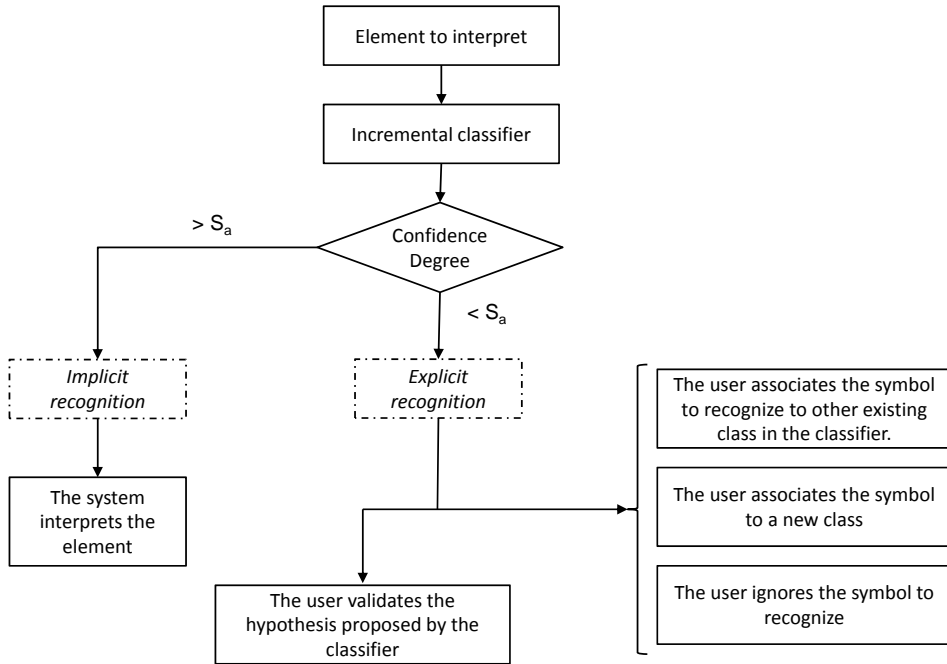 Element to interpret
Incremental classifier
Confidence
Degree
> Sₐ
< Sₐ
Implicit
recognition
Explicit
recognition
The system
interprets the
element
The user validates the
hypothesis proposed by the
classifier
The user associates the symbol
to recognize to other existing
class in the classifier.
The user associates the symbol
to a new class
The user ignores the symbol to
recognize